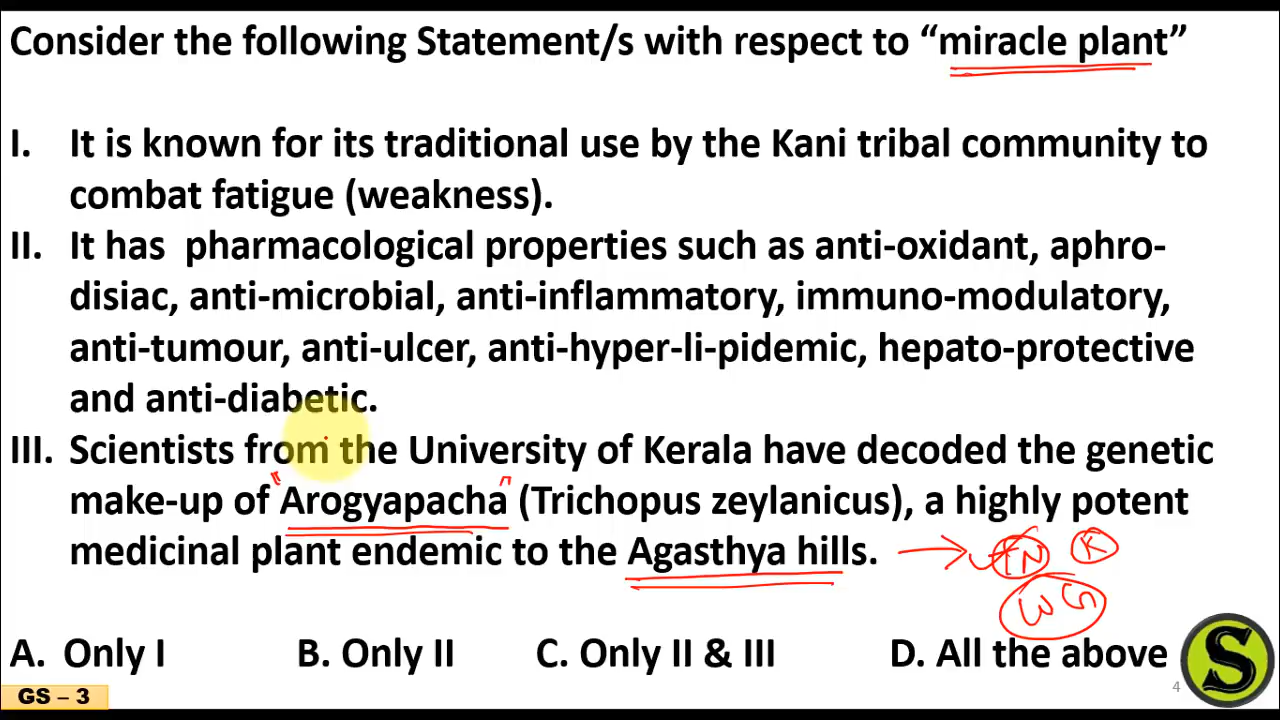 Consider the following Statement/s with respect to “miracle plant”
I. It is known for its traditional use by the Kani tribal community to
combat fatigue (weakness).
II. It has pharmacological properties such as anti-oxidant, aphro-
disiac, anti-microbial, anti-inflammatory, immuno-modulatory,
anti-tumour, anti-ulcer, anti-hyper-li-pidemic, hepato-protective
and anti-diabetic.
III. Scientists from the University of Kerala have decoded the genetic
make-up of "Arogyapacha" (Trichopus zeylanicus), a highly potent
medicinal plant endemic to the Agasthya hills. → TN K
WG
A. Only I B. Only II C. Only II & III D. All the above
S
GS – 3 4